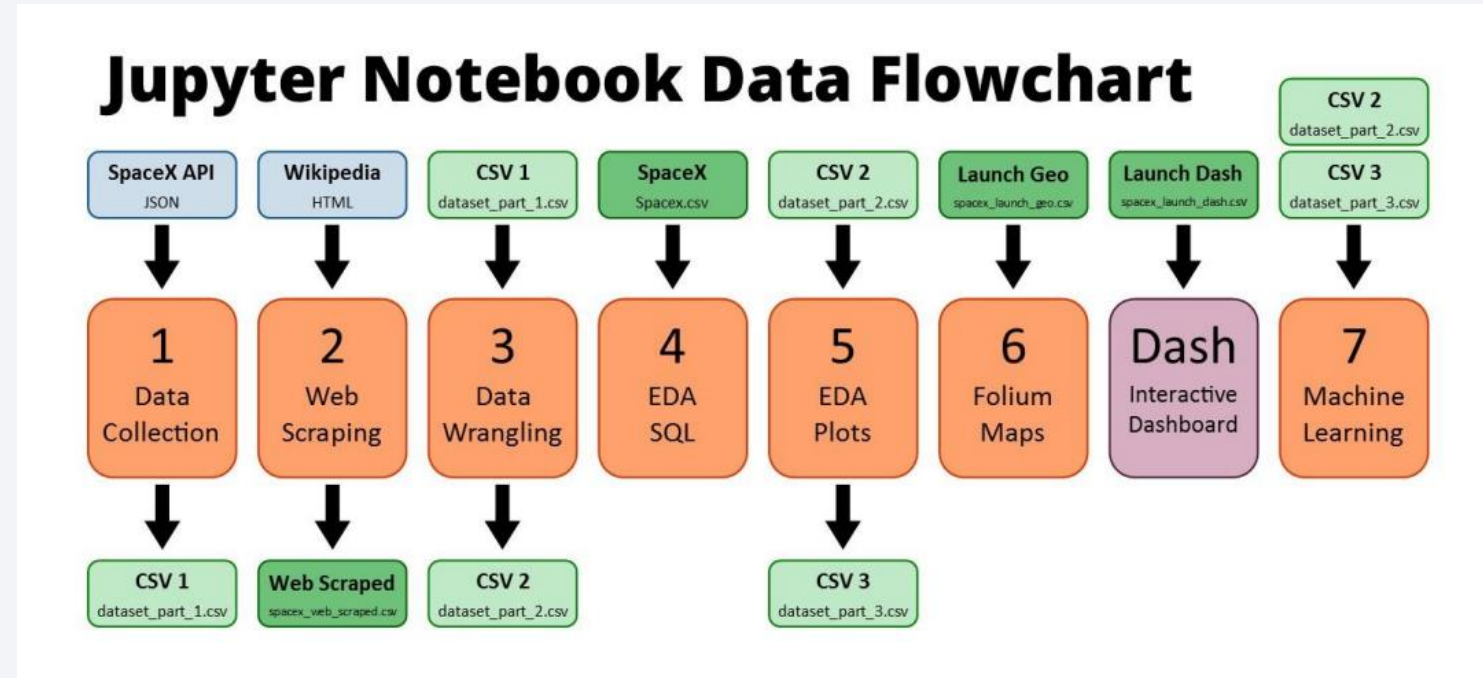 Jupyter Notebook Data Flowchart
CSV 2
dataset_part_2.csv
SpaceX API
JSON
Wikipedia
HTML
CSV 1
dataset_part_1.csv
SpaceX
Spacex.csv
CSV 2
dataset_part_2.csv
Launch Geo
spacex_launch_geo.csv
Launch Dash
spacex_launch_dash.csv
CSV 3
dataset_part_3.csv
1
Data
Collection
2
Web
Scraping
3
Data
Wrangling
4
EDA
SQL
5
EDA
Plots
6
Folium
Maps
Dash
Interactive
Dashboard
7
Machine
Learning
CSV 1
dataset_part_1.csv
Web Scraped
spacex_web_scraped.csv
CSV 2
dataset_part_2.csv
CSV 3
dataset_part_3.csv